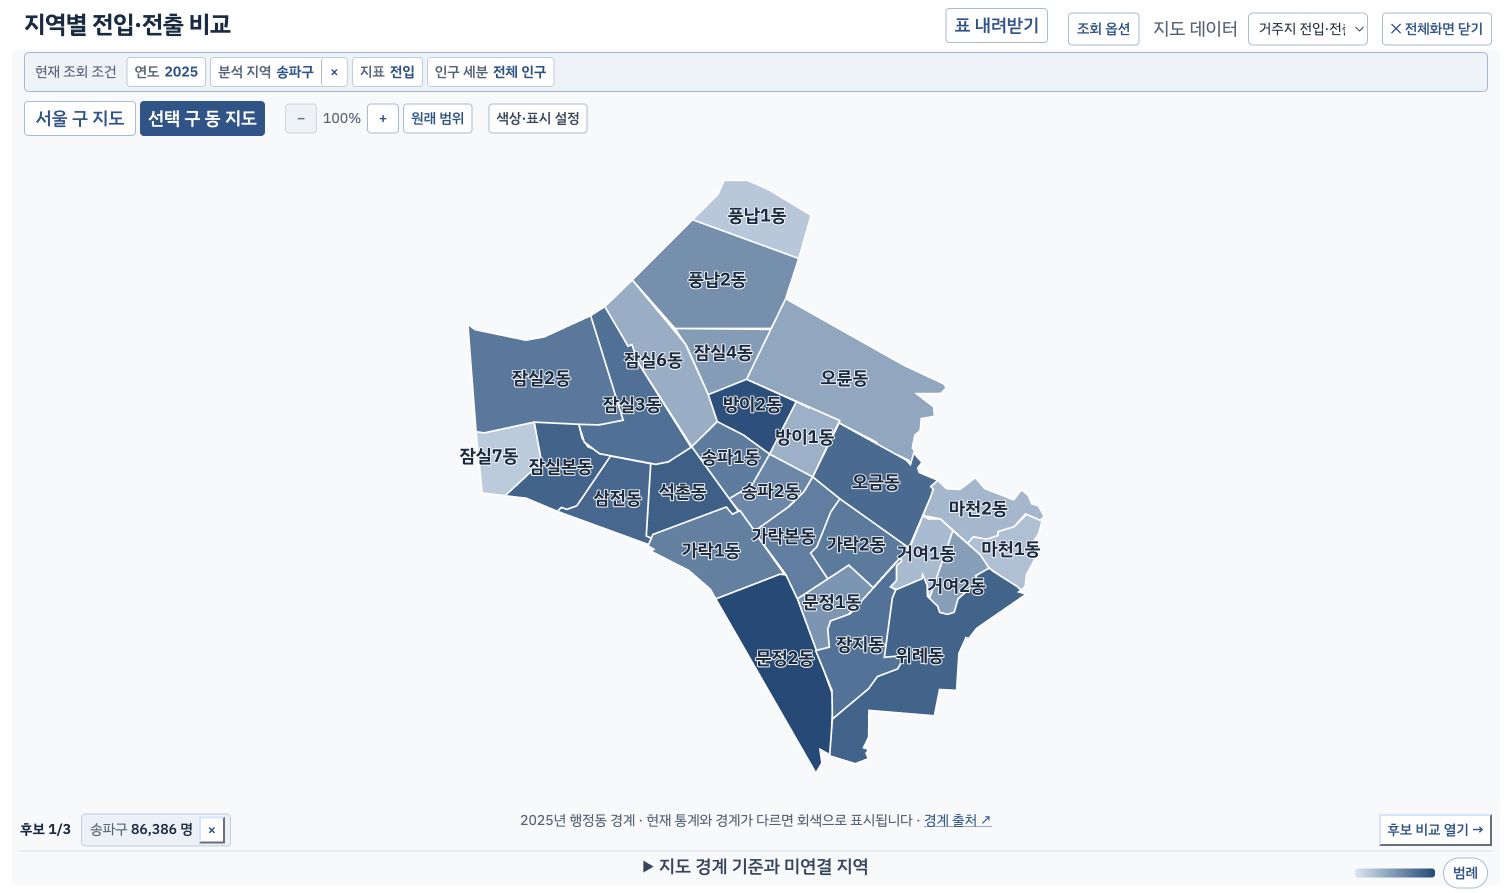 지역별 전입·전출 비교
표 내려받기
조회 옵션
지도 데이터
거주지 전입·전출
× 전체화면 닫기
현재 조회 조건
연도 2025
분석 지역 송파구 ×
지표 전입
인구 세분 전체 인구
서울 구 지도
선택 구 동 지도
−
100%
+
원래 범위
색상·표시 설정
풍납1동
풍납2동
잠실6동
잠실4동
잠실2동
오륜동
잠실3동
방이2동
방이1동
잠실7동
잠실본동
송파1동
삼전동
석촌동
송파2동
오금동
마천2동
가락본동
가락1동
가락2동
거여1동
마천1동
거여2동
문정1동
장지동
문정2동
위례동
후보 1/3
송파구 86,386 명 ×
2025년 행정동 경계 · 현재 통계와 경계가 다르면 회색으로 표시됩니다 · 경계 출처 ↗
후보 비교 열기 →
▶ 지도 경계 기준과 미연결 지역
범례